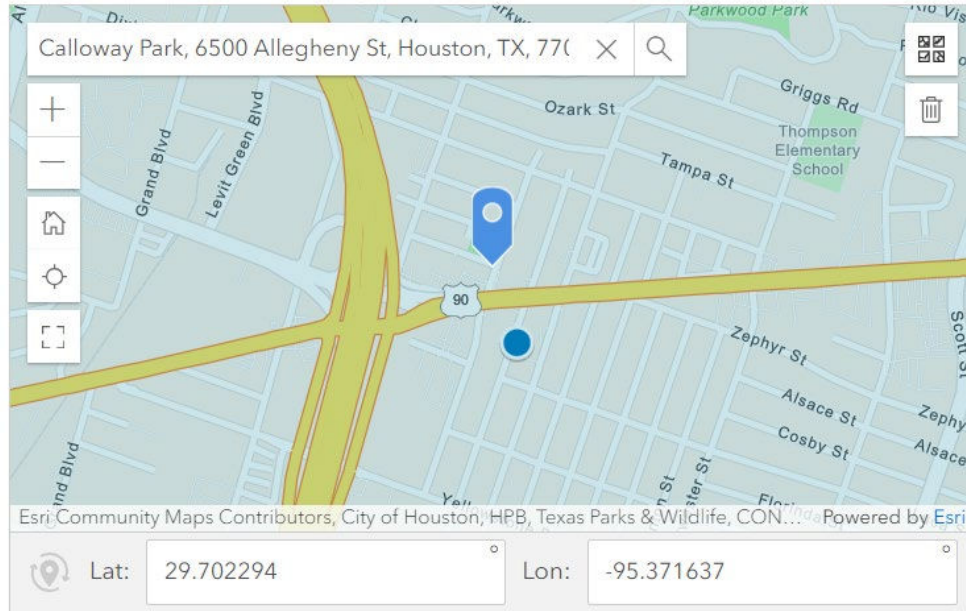 Parkwood Park
Calloway Park, 6500 Allegheny St, Houston, TX, 770
Ozark St
Griggs Rd
Thompson
Elementary
School
Tampa St
Grand Blvd
Levit Green Blvd
90
Zephyr St
Scott St
Alsace St
Cosby St
Zephy
Alsace
Esri Community Maps Contributors, City of Houston, HPB, Texas Parks & Wildlife, CON... Powered by Esri
Lat: 29.702294 °
Lon: -95.371637 °